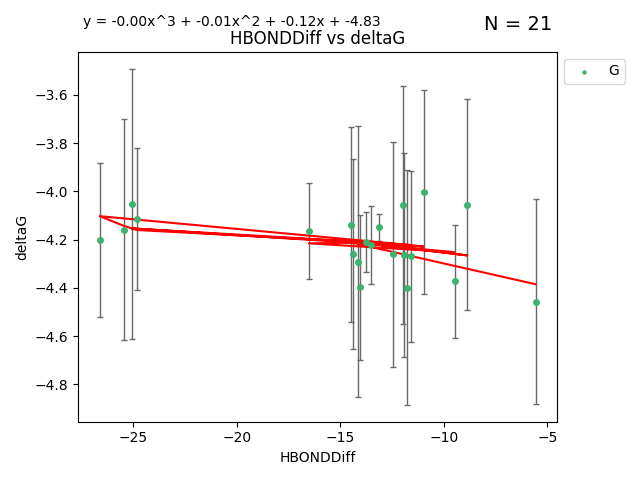 y = -0.00x^3 + -0.01x^2 + -0.12x + -4.83
N = 21
HBONDDiff vs deltaG
G
−3.6
−3.8
−4.0
−4.2
−4.4
−4.6
−4.8
deltaG
−25
−20
−15
−10
−5
HBONDDiff